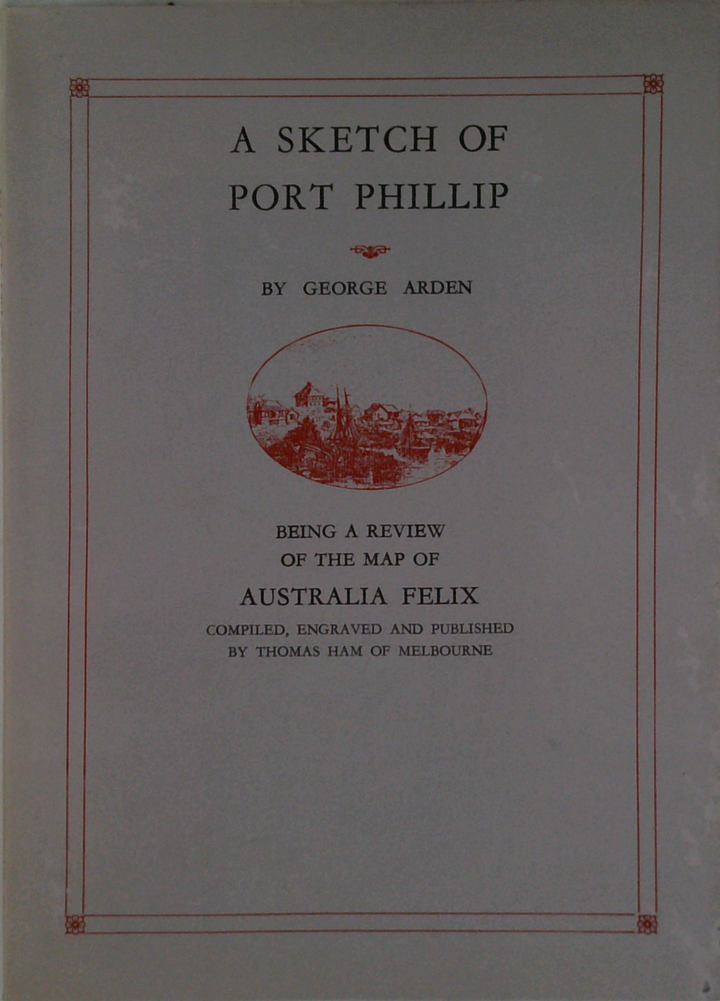 A SKETCH OF
PORT PHILLIP
BY GEORGE ARDEN
BEING A REVIEW
OF THE MAP OF
AUSTRALIA FELIX
COMPILED, ENGRAVED AND PUBLISHED
BY THOMAS HAM OF MELBOURNE